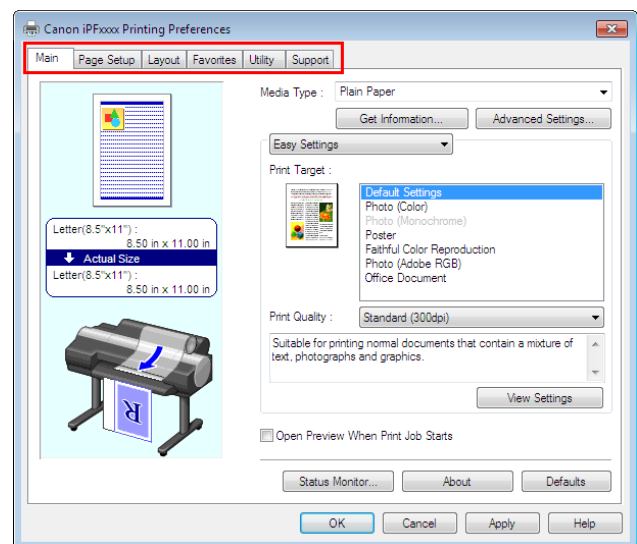 Canon iPFxxxx Printing Preferences
Main Page Setup Layout Favorites Utility Support
Media Type : Plain Paper
Get Information... Advanced Settings...
Easy Settings
Print Target :
Default Settings
Photo (Color)
Photo (Monochrome)
Poster
Faithful Color Reproduction
Photo (Adobe RGB)
Office Document
Letter(8.5"x11") :
8.50 in x 11.00 in
Actual Size
Letter(8.5"x11") :
8.50 in x 11.00 in
R
Print Quality : Standard (300dpi)
Suitable for printing normal documents that contain a mixture of
text, photographs and graphics.
View Settings
Open Preview When Print Job Starts
Status Monitor... About Defaults
OK Cancel Apply Help